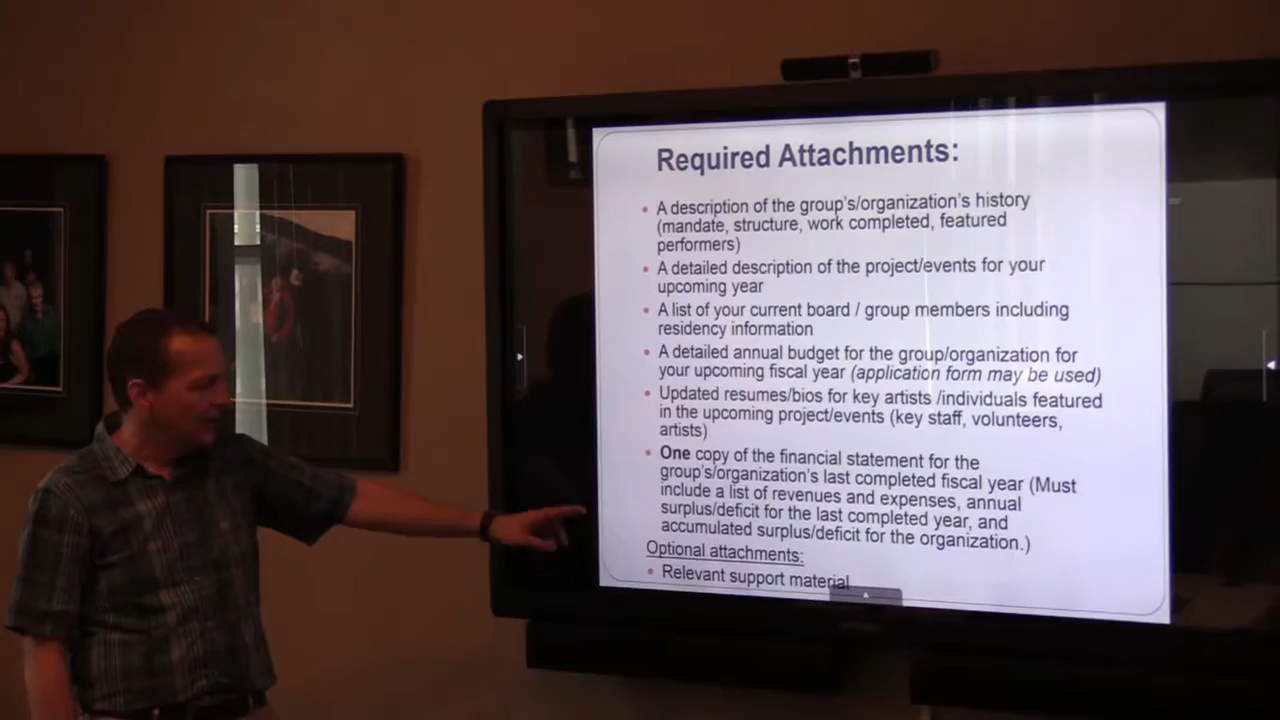 Required Attachments:
• A description of the group's/organization's history
(mandate, structure, work completed, featured
performers)
• A detailed description of the project/events for your
upcoming year
• A list of your current board / group members including
residency information
• A detailed annual budget for the group/organization for
your upcoming fiscal year (application form may be used)
• Updated resumes/bios for key artists /individuals featured
in the upcoming project/events (key staff, volunteers,
artists)
• One copy of the financial statement for the
group's/organization's last completed fiscal year (Must
include a list of revenues and expenses, annual
surplus/deficit for the last completed year, and
accumulated surplus/deficit for the organization.)
Optional attachments:
• Relevant support material